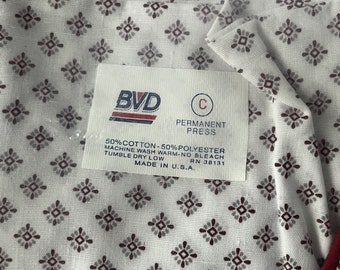 BVD
C
PERMANENT
PRESS
50% COTTON - 50% POLYESTER
MACHINE WASH WARM-NO BLEACH
TUMBLE DRY LOW RN 38131
MADE IN U.S.A.